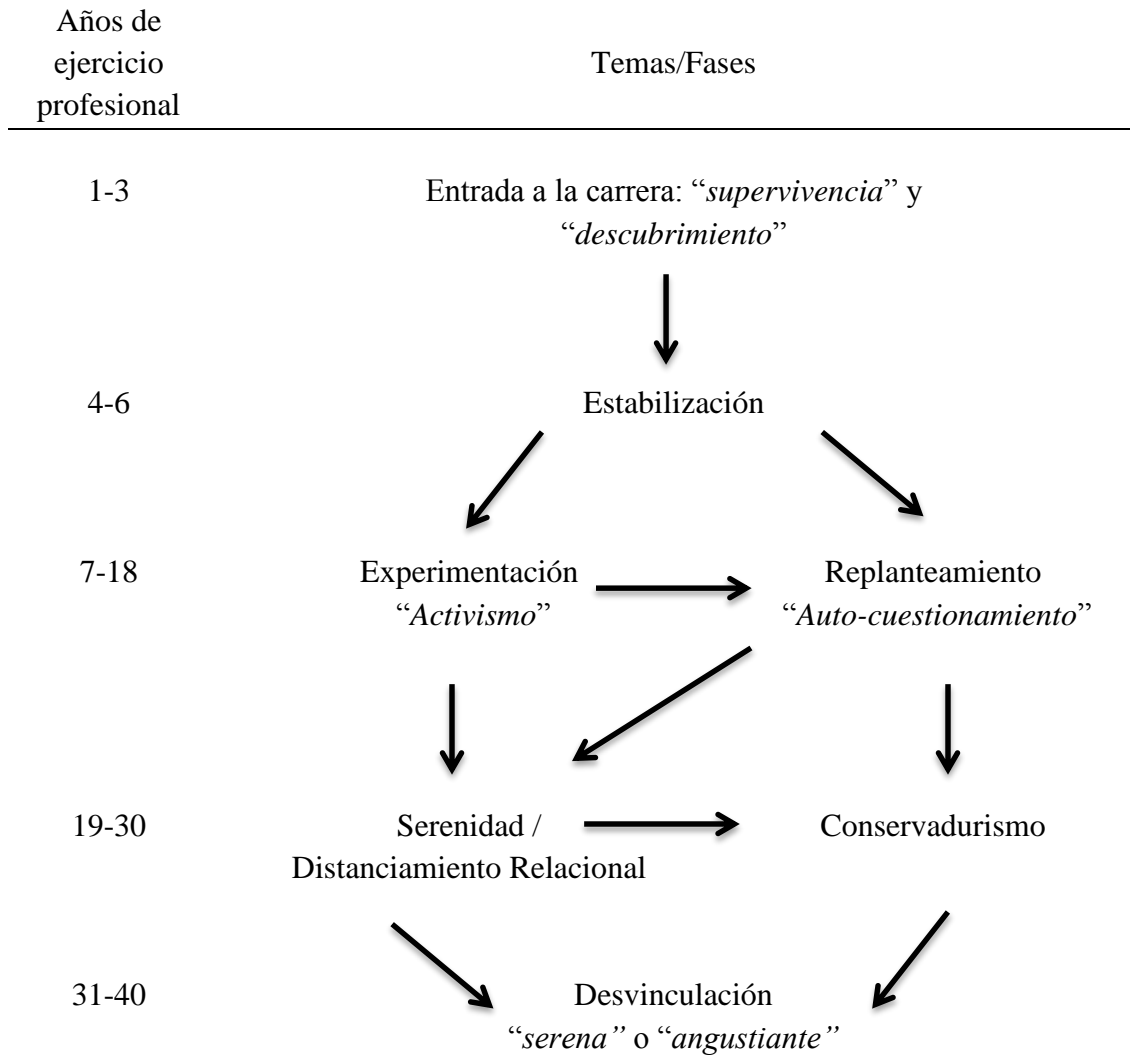 Años de
ejercicio
profesional
Temas/Fases
1-3
Entrada a la carrera: “supervivencia” y
“descubrimiento”
4-6
Estabilización
7-18
Experimentación
“Activismo”
Replanteamiento
“Auto-cuestionamiento”
19-30
Serenidad /
Distanciamiento Relacional
Conservadurismo
31-40
Desvinculación
“serena” o “angustiante”